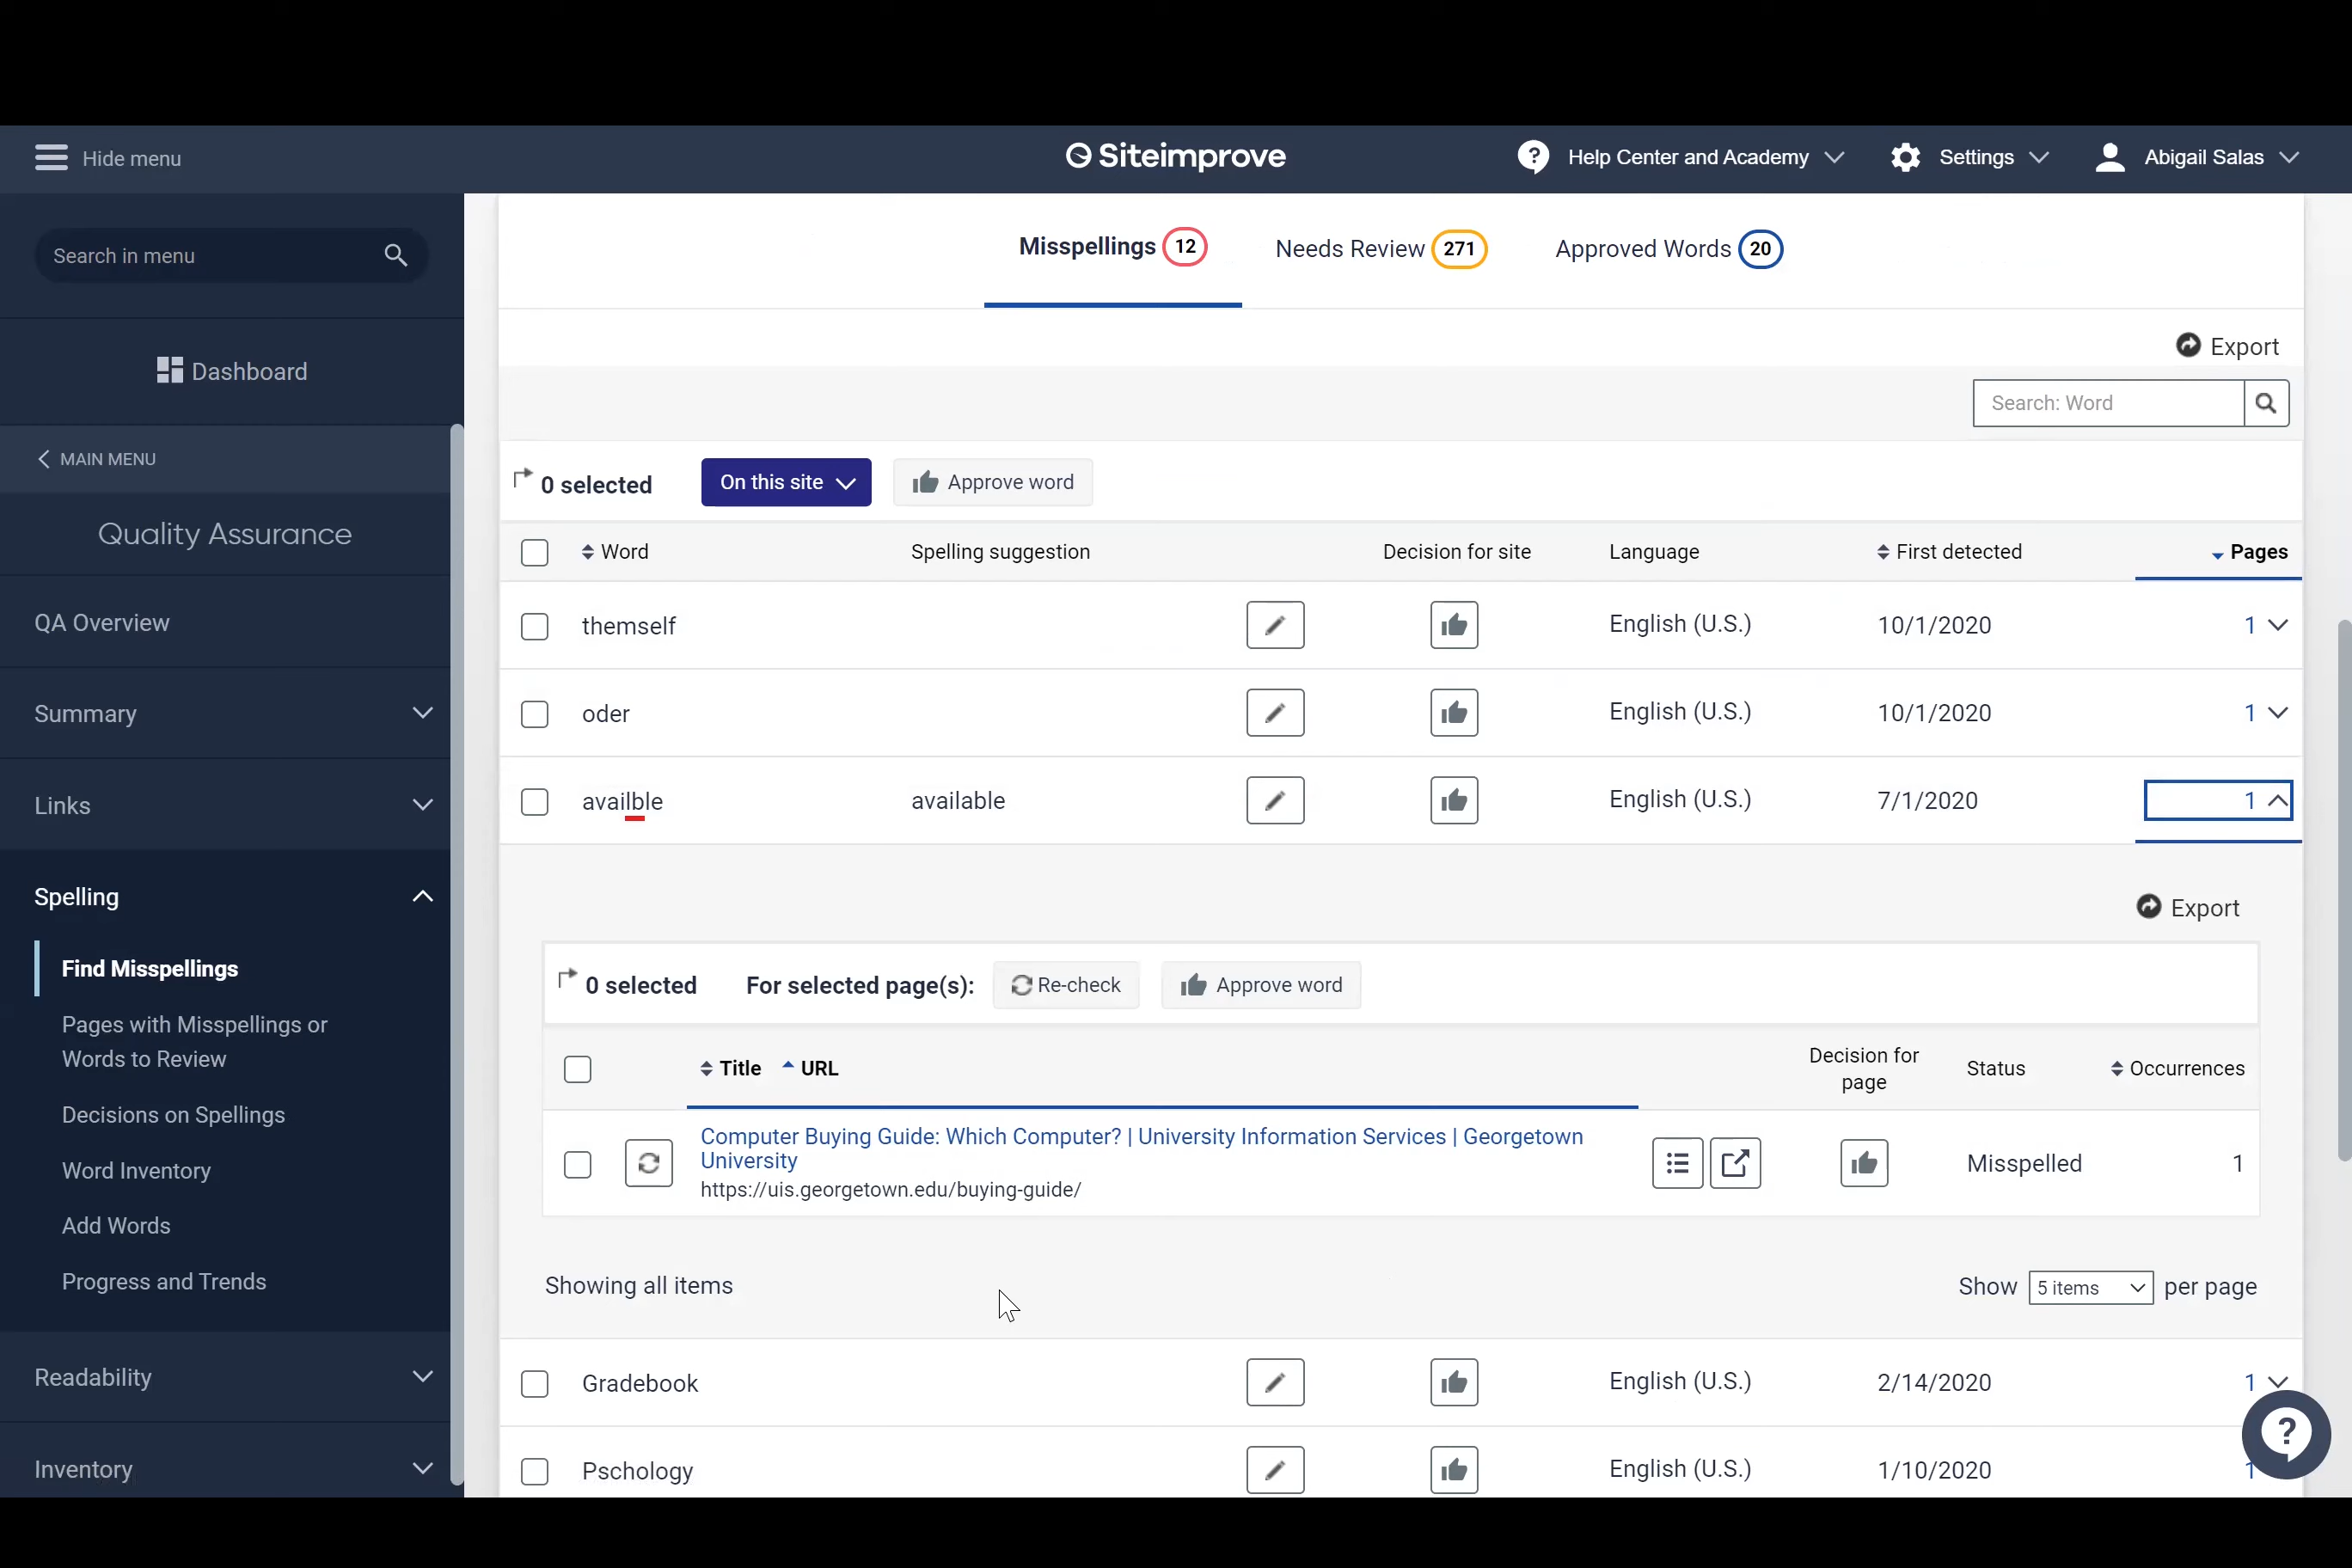 Hide menu
Siteimprove
Help Center and Academy
Settings
Abigail Salas
Search in menu
Dashboard
MAIN MENU
Quality Assurance
QA Overview
Summary
Links
Spelling
Find Misspellings
Pages with Misspellings or
Words to Review
Decisions on Spellings
Word Inventory
Add Words
Progress and Trends
Readability
Inventory
Misspellings 12
Needs Review 271
Approved Words 20
Export
Search: Word
0 selected On this site Approve word
Word Spelling suggestion Decision for site Language First detected Pages
themself English (U.S.) 10/1/2020 1
oder English (U.S.) 10/1/2020 1
availble available English (U.S.) 7/1/2020 1
Export
0 selected For selected page(s): Re-check Approve word
Title URL Decision for page Status Occurrences
Computer Buying Guide: Which Computer? | University Information Services | Georgetown
University
https://uis.georgetown.edu/buying-guide/
Misspelled 1
Showing all items Show 5 items per page
Gradebook English (U.S.) 2/14/2020 1
Pschology English (U.S.) 1/10/2020 1
?